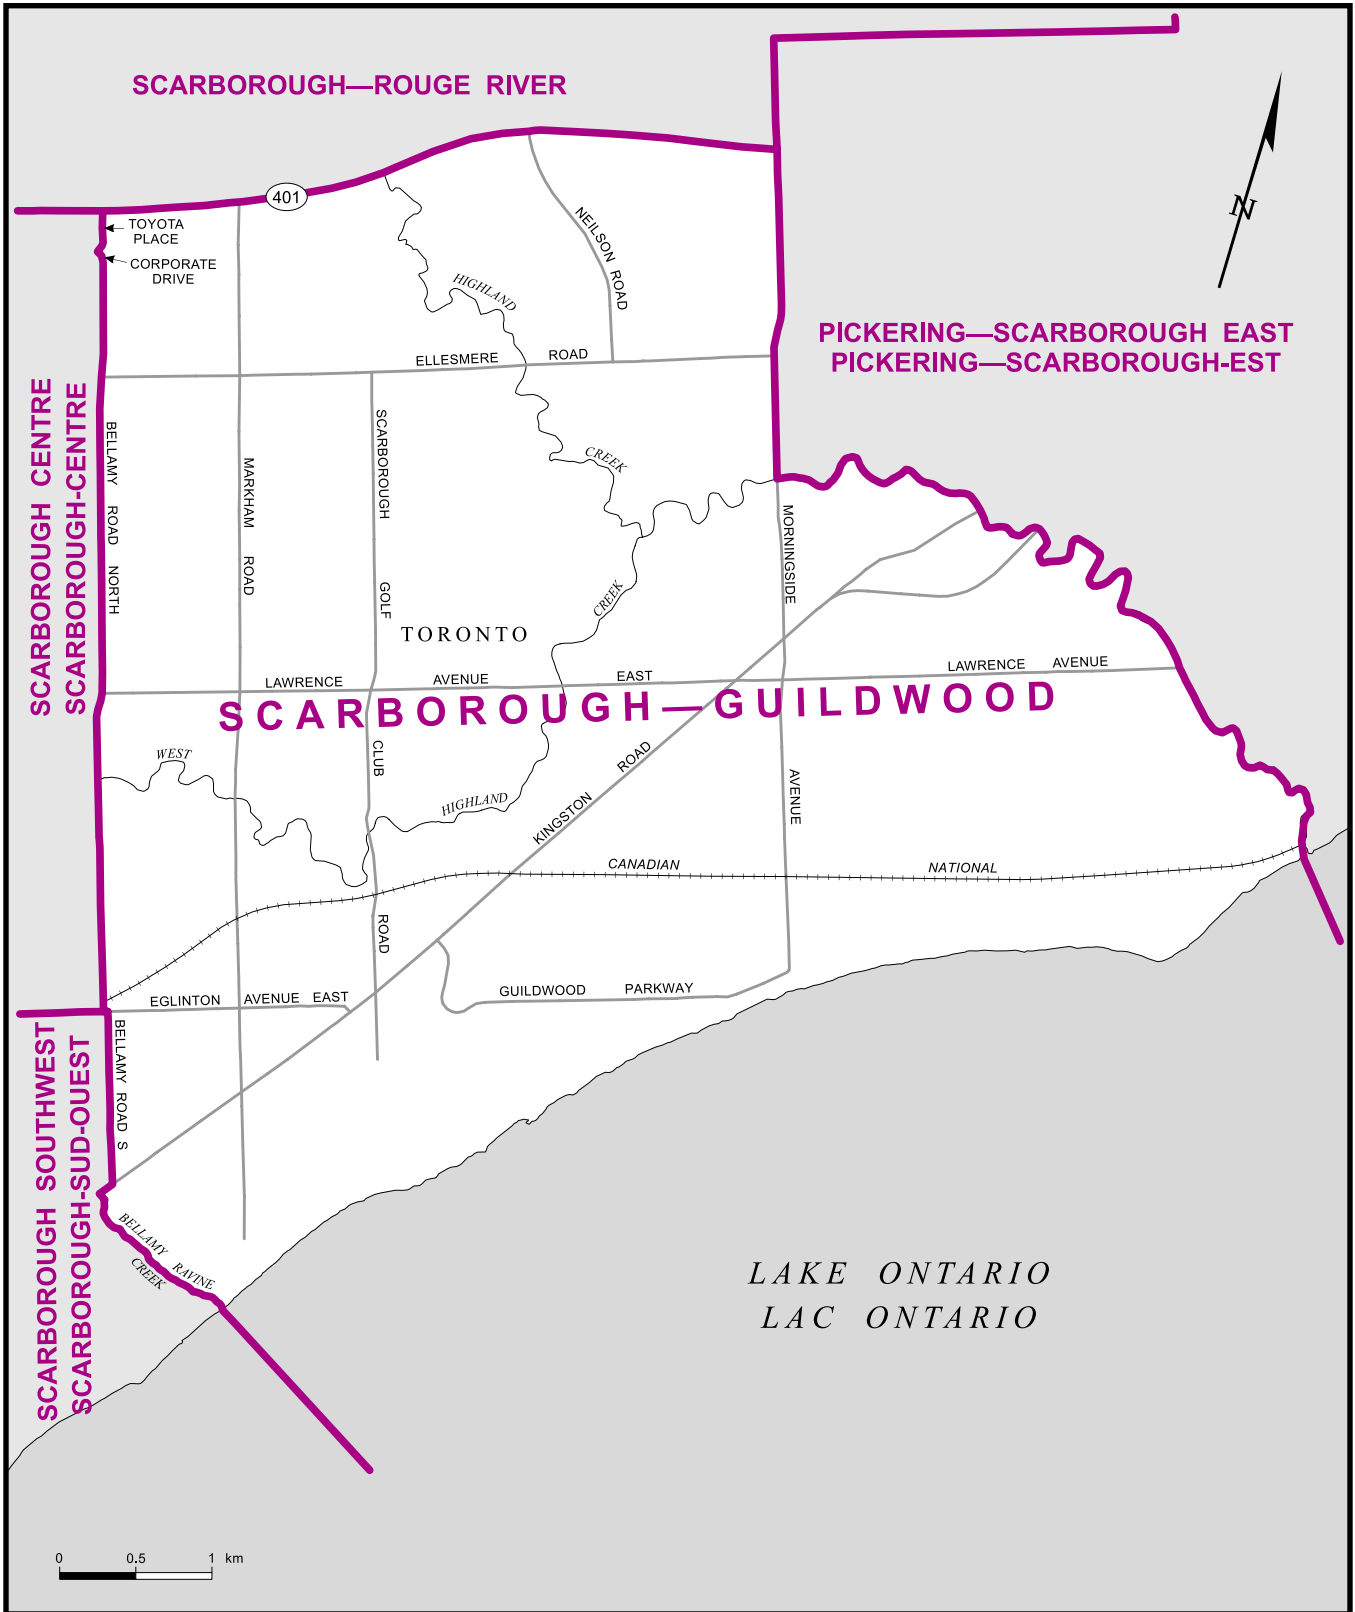 SCARBOROUGH—ROUGE RIVER
401
TOYOTA
PLACE
CORPORATE
DRIVE
NEILSON ROAD
HIGHLAND
N
PICKERING—SCARBOROUGH EAST
PICKERING—SCARBOROUGH-EST
ELLESMERE ROAD
SCARBOROUGH CENTRE
SCARBOROUGH-CENTRE
BELLAMY ROAD NORTH
MARKHAM ROAD
SCARBOROUGH GOLF CLUB ROAD
CREEK
MORNINGSIDE AVENUE
CREEK
TORONTO
LAWRENCE AVENUE EAST
LAWRENCE AVENUE
SCARBOROUGH—GUILDWOOD
WEST
HIGHLAND
KINGSTON ROAD
CANADIAN NATIONAL
EGLINTON AVENUE EAST
GUILDWOOD PARKWAY
BELLAMY ROAD S
SCARBOROUGH SOUTHWEST
SCARBOROUGH-SUD-OUEST
BELLAMY RAVINE
CREEK
LAKE ONTARIO
LAC ONTARIO
0 0.5 1 km